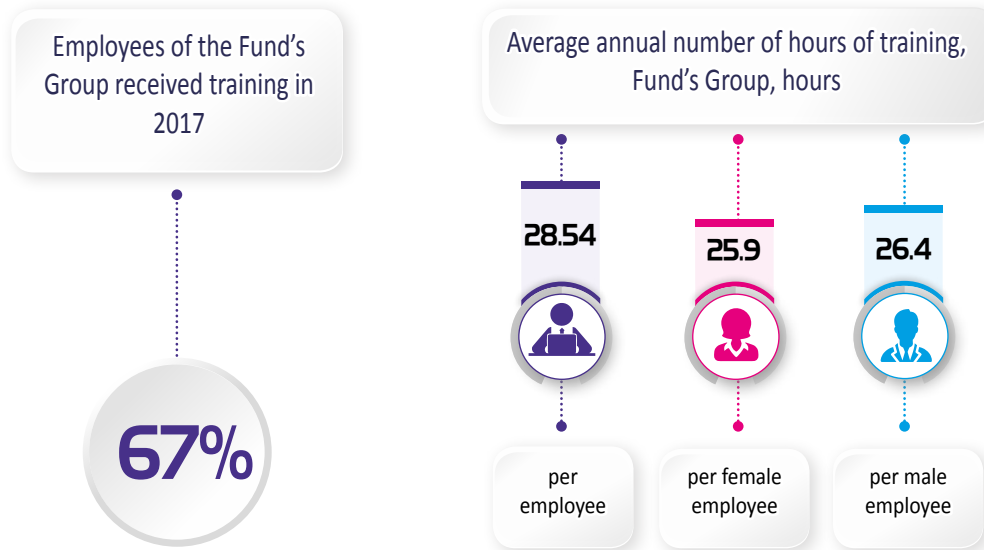 Employees of the Fund’s
Group received training in
2017
67%
Average annual number of hours of training,
Fund’s Group, hours
28.54
25.9
26.4
per
employee
per female
employee
per male
employee